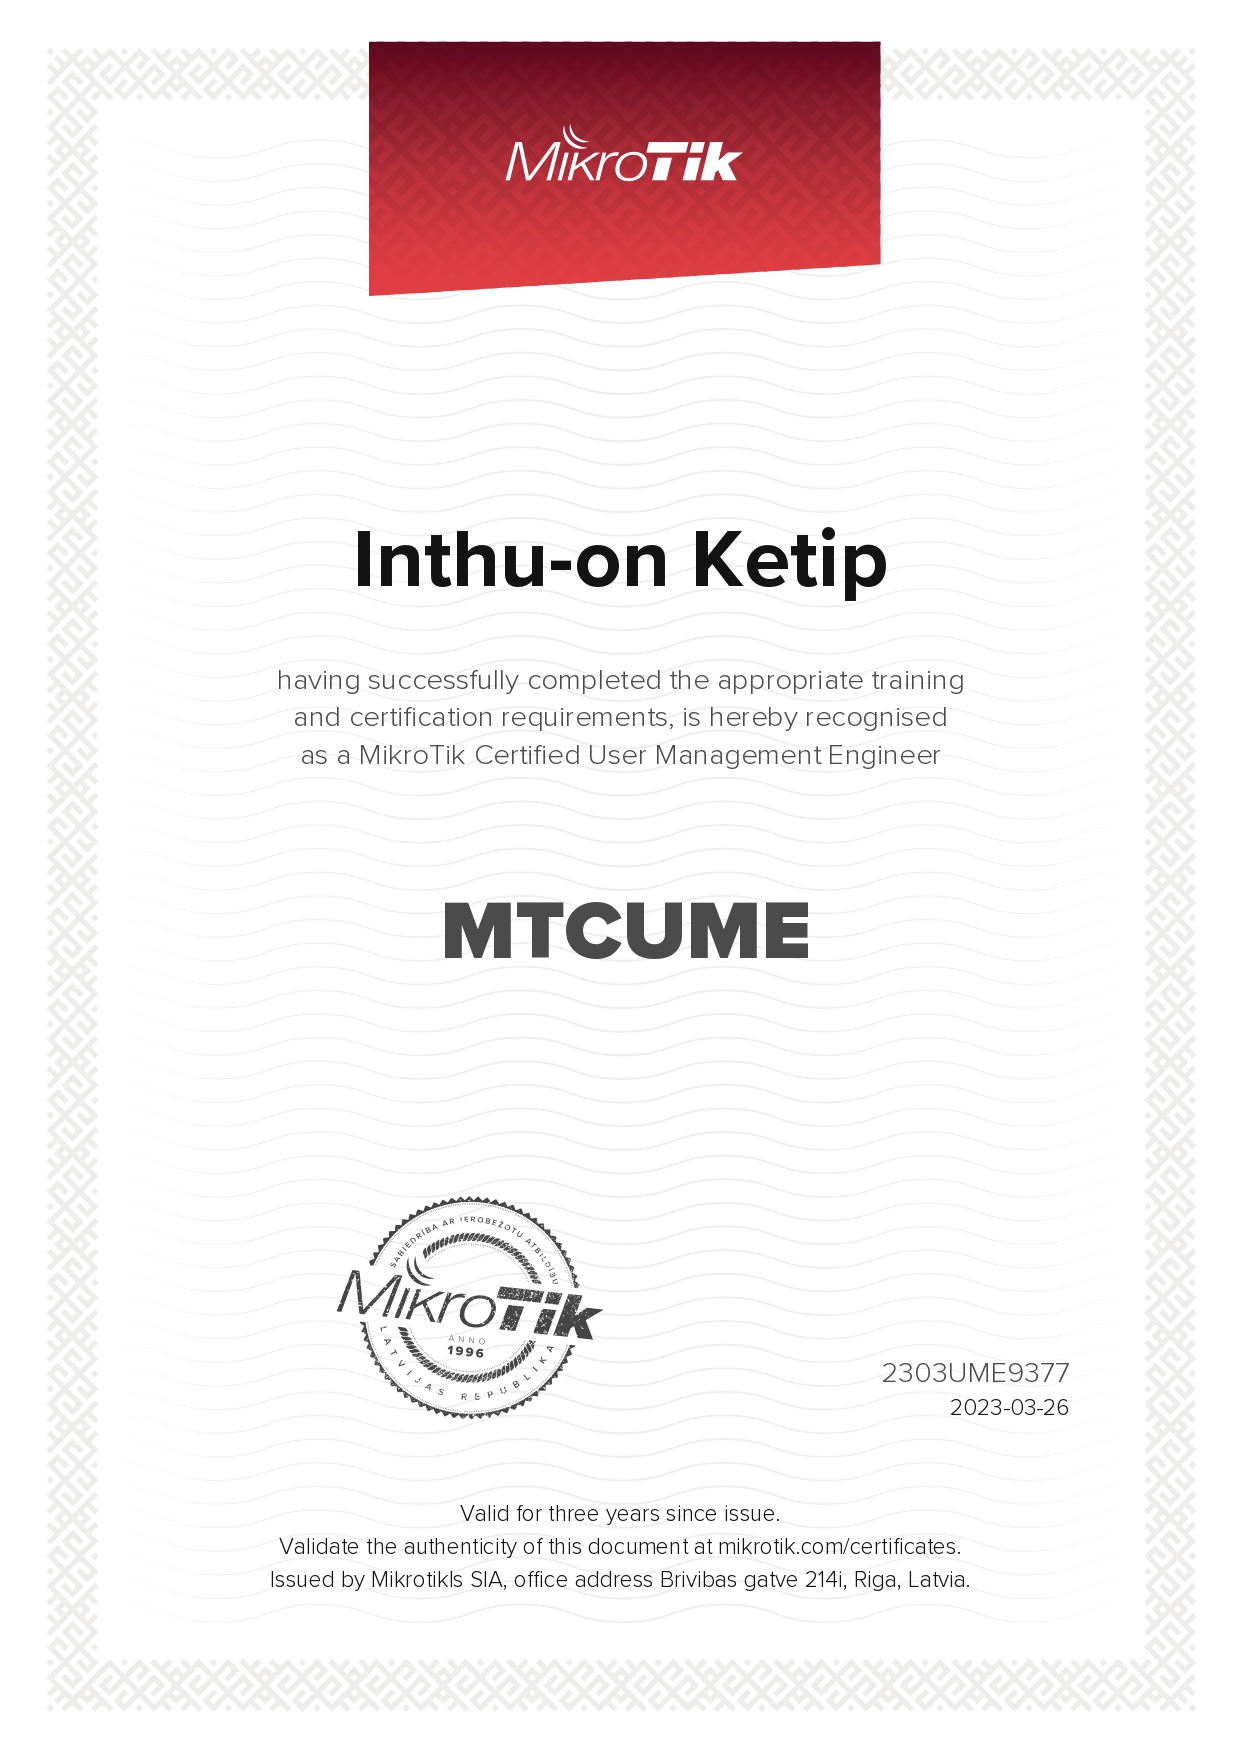 MikroTik
Inthu-on Ketip
having successfully completed the appropriate training
and certification requirements, is hereby recognised
as a MikroTik Certified User Management Engineer
MTCUME
SABIEDRĪBA AR IEROBEŽOTU ATBILDĪBU
MikroTik
ANNO
1996
LATVIJAS REPUBLIKA
2303UME9377
2023-03-26
Valid for three years since issue.
Validate the authenticity of this document at mikrotik.com/certificates.
Issued by Mikrotikls SIA, office address Brivibas gatve 214i, Riga, Latvia.